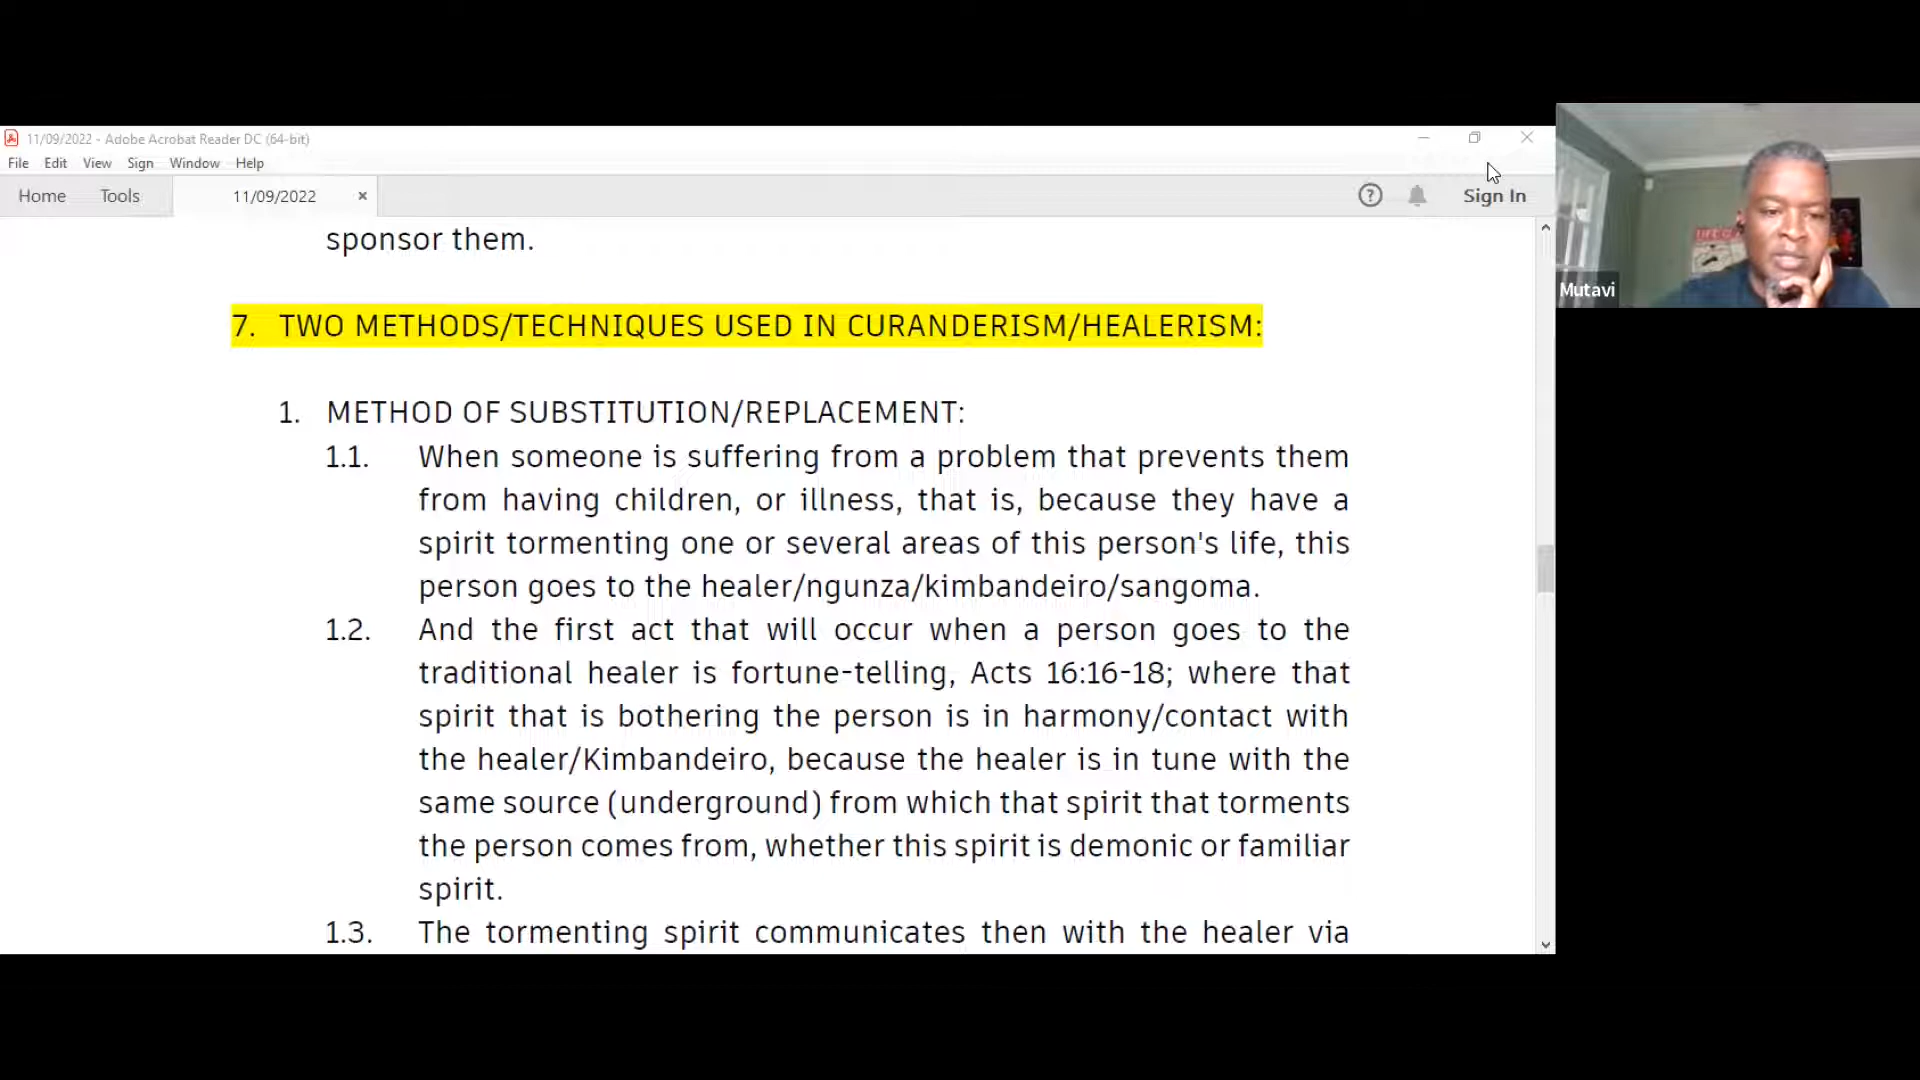 11/09/2022 - Adobe Acrobat Reader DC (64-bit)
File Edit View Sign Window Help
Home Tools 11/09/2022 × Sign In
sponsor them.
7. TWO METHODS/TECHNIQUES USED IN CURANDERISM/HEALERISM:
1. METHOD OF SUBSTITUTION/REPLACEMENT:
1.1. When someone is suffering from a problem that prevents them
from having children, or illness, that is, because they have a
spirit tormenting one or several areas of this person's life, this
person goes to the healer/ngunza/kimbandeiro/sangoma.
1.2. And the first act that will occur when a person goes to the
traditional healer is fortune-telling, Acts 16:16-18; where that
spirit that is bothering the person is in harmony/contact with
the healer/Kimbandeiro, because the healer is in tune with the
same source (underground) from which that spirit that torments
the person comes from, whether this spirit is demonic or familiar
spirit.
1.3. The tormenting spirit communicates then with the healer via
Mutavi